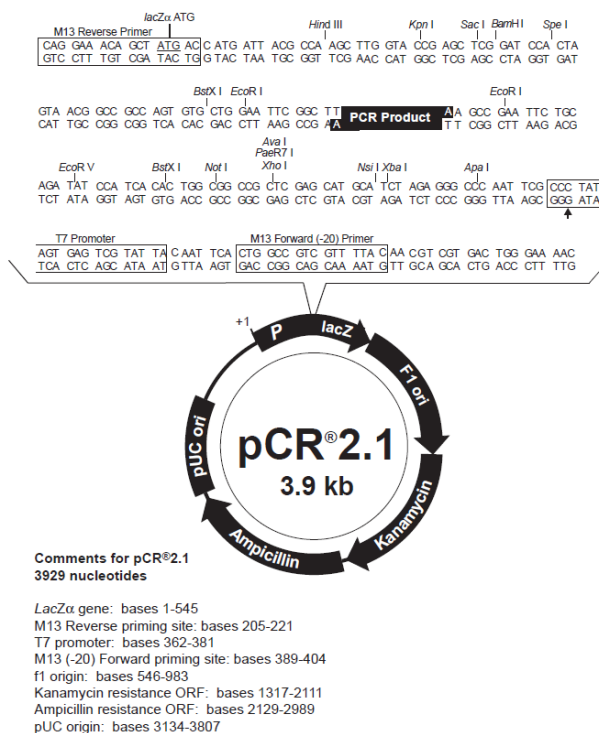 lacZα ATG
M13 Reverse Primer
Hind III Kpn I Sac I BamH I Spe I
CAG GAA ACA GCT ATG ACC ATG ATT ACG CCA AGC TTG GTA CCG AGC TCG GAT CCA CTA
GTC CTT TGT CGA TAC TGG TAC TAA TGC GGT TCG AAC CAT GGC TCG AGC CTA GGT GAT
BstX I EcoR I EcoR I
GTA ACG GCC GCC AGT GTG CTG GAA TTC GGC TT PCR Product A AG CCG AAT TCT GC
CAT TGC CGG CGG TCA CAC GAC CTT AAG CCG A A T TC GGC TTA AGA CG
Ava I
PaeR7 I
EcoR V BstX I Not I Xho I Nsi I Xba I Apa I
AGA TAT CCA TCA CAC TGG CGG CCG CTC GAG CAT GCA TCT AGA GGG CCC AAT TCG CCC TAT
TCT ATA GGT AGT GTG ACC GCC GGC GAG CTC GTA CGT AGA TCT CCC GGG TTA AGC GGG ATA
T7 Promoter M13 Forward (-20) Primer
AGT GAG TCG TAT TA C AAT TCA CTG GCC GTC GTT TTA C AA CGT CGT GAC TGG GAA AAC
TCA CTC AGC ATA AT G TTA AGT GAC CGG CAG CAA AAT G TT GCA GCA CTG ACC CTT TTG
+1
P
lacZ
F1 ori
Kanamycin
Ampicillin
pUC ori
pCR®2.1
3.9 kb
Comments for pCR®2.1
3929 nucleotides
LacZα gene: bases 1-545
M13 Reverse priming site: bases 205-221
T7 promoter: bases 362-381
M13 (-20) Forward priming site: bases 389-404
f1 origin: bases 546-983
Kanamycin resistance ORF: bases 1317-2111
Ampicillin resistance ORF: bases 2129-2989
pUC origin: bases 3134-3807